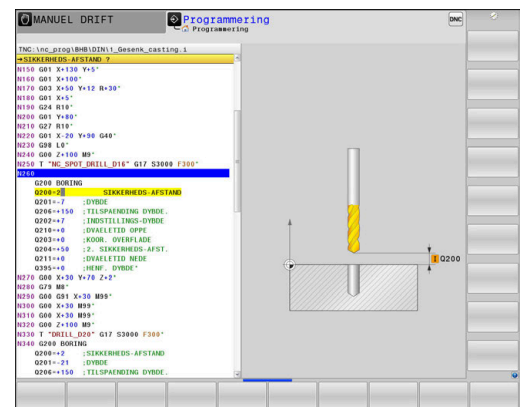 MANUEL DRIFT
Programmering
Programmering
DNC
TNC:\nc_prog\BHB\DIN\1_Gesenk_casting.i
→SIKKERHEDS-AFSTAND ?
N150 G01 X+130 Y+5*
N160 G01 X+100*
N170 G03 X+50 Y+12 R+30*
N180 G01 X+5*
N190 G24 R10*
N200 G01 Y+80*
N210 G27 R10*
N220 G01 X-20 Y+90 G40*
N230 G98 L0*
N240 G00 Z+100 M9*
N250 T "NC_SPOT_DRILL_D16" G17 S3000 F300*
N260
G200 BORING
Q200=2 SIKKERHEDS-AFSTAND
Q201=-7 ;DYBDE
Q206=+150 ;TILSPAENDING DYBDE.
Q202=+7 ;INDSTILLINGS-DYBDE
Q210=+0 ;DVAELETID OPPE
Q203=+0 ;KOOR. OVERFLADE
Q204=+50 ;2. SIKKERHEDS-AFST.
Q211=+0 ;DVAELETID NEDE
Q395=+0 ;HENF. DYBDE*
N270 G00 X+30 Y+70 Z+2*
N280 G79 M8*
N290 G00 G91 X+30 M99*
N300 G00 X+30 M99*
N310 G00 X+30 M99*
N320 G00 Z+100 M9*
N330 T "DRILL_D20" G17 S3000 F300*
N340 G200 BORING
Q200=+2 ;SIKKERHEDS-AFSTAND
Q201=-21 ;DYBDE
Q206=+150 ;TILSPAENDING DYBDE.
Q200